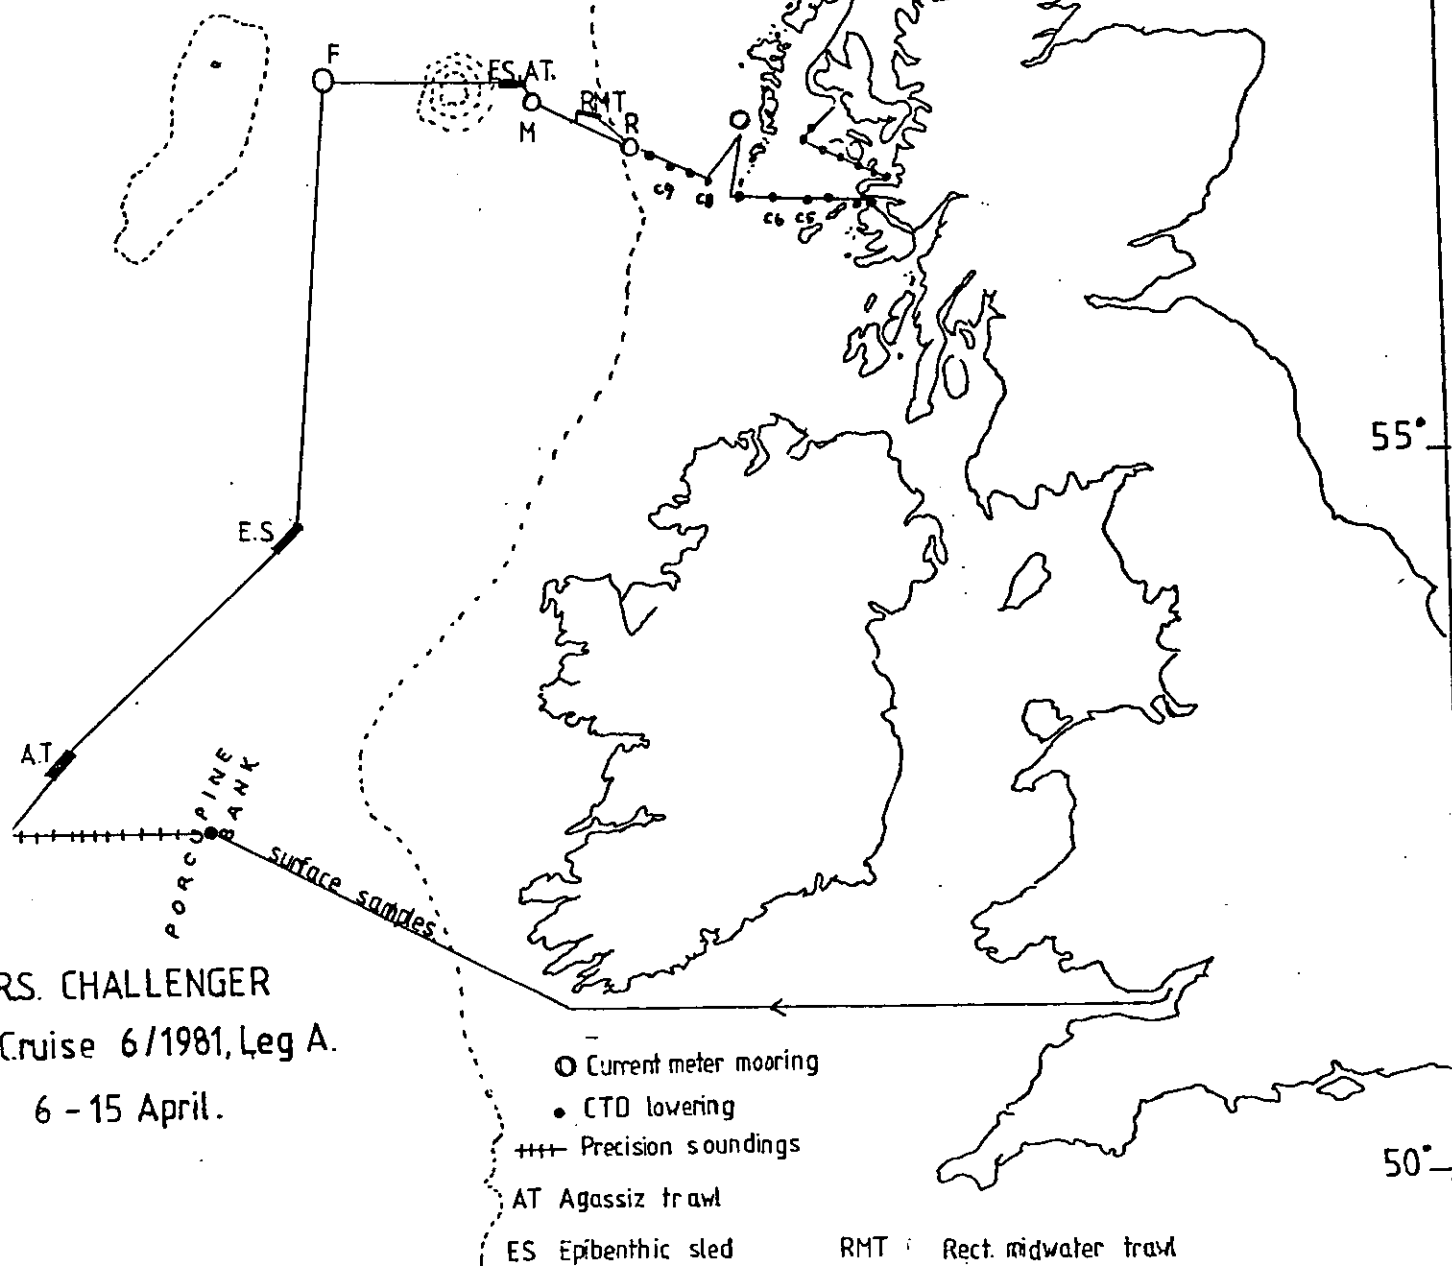 F
ES.AT.
M
RMT
R
C9
C8
C6
C5
55°
E.S
A.T
PORCUPINE
BANK
surface samples
RS. CHALLENGER
Cruise 6/1981, Leg A.
6 - 15 April.
Current meter mooring
CTD lowering
Precision soundings
50°
AT Agassiz trawl
ES Epibenthic sled
RMT : Rect. midwater trawl